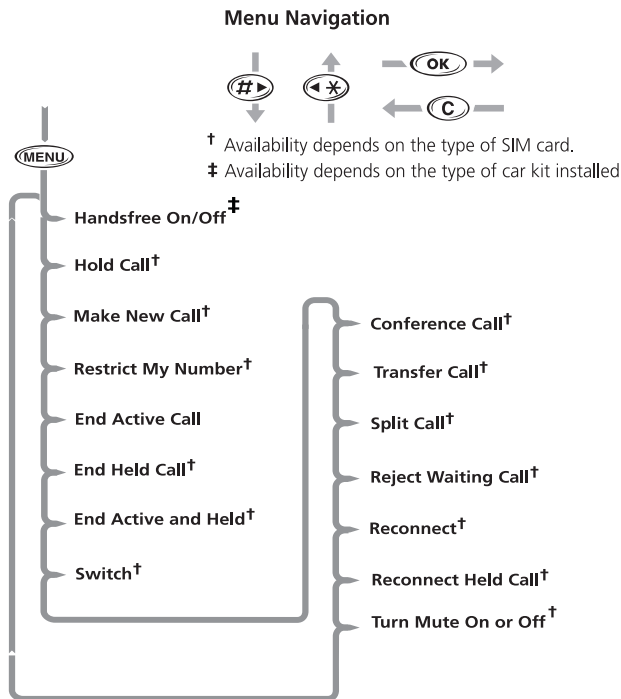 Menu Navigation
# ▶ ◀ * OK
C
† Availability depends on the type of SIM card.
‡ Availability depends on the type of car kit installed
MENU
Handsfree On/Off‡
Hold Call†
Make New Call†
Restrict My Number†
End Active Call
End Held Call†
End Active and Held†
Switch†
Conference Call†
Transfer Call†
Split Call†
Reject Waiting Call†
Reconnect†
Reconnect Held Call†
Turn Mute On or Off†